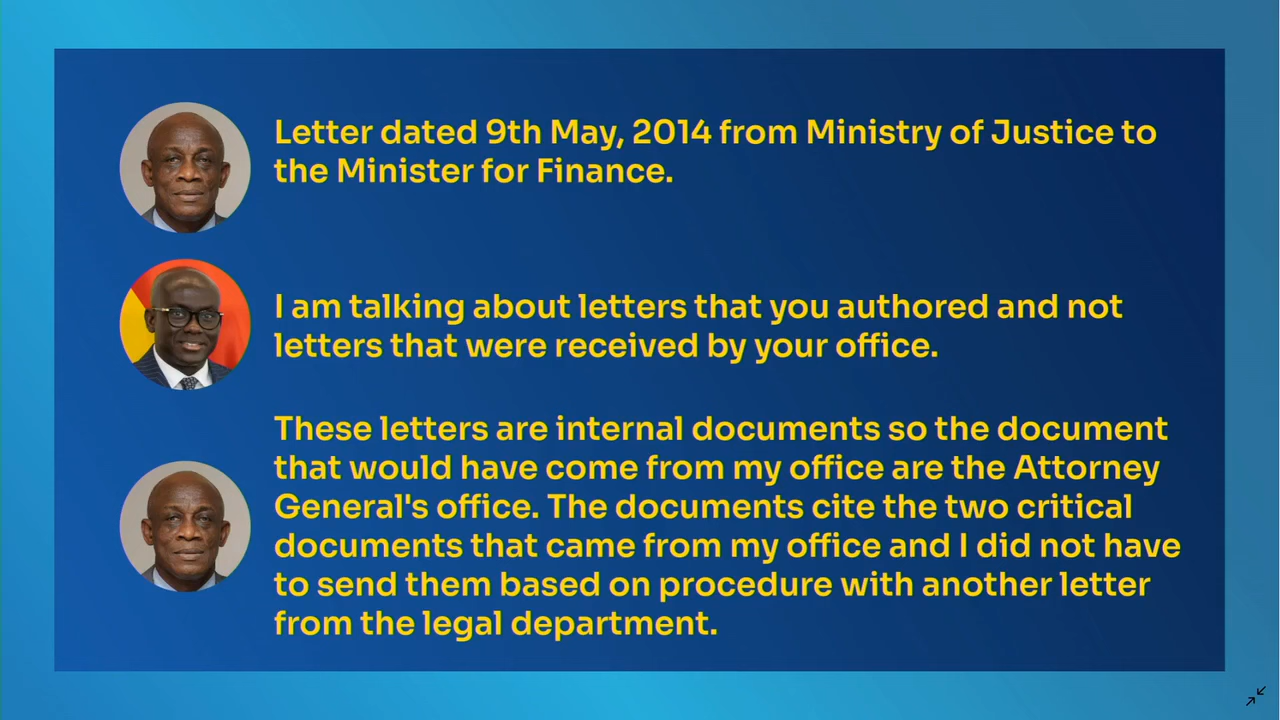 Letter dated 9th May, 2014 from Ministry of Justice to
the Minister for Finance.
I am talking about letters that you authored and not
letters that were received by your office.
These letters are internal documents so the document
that would have come from my office are the Attorney
General's office. The documents cite the two critical
documents that came from my office and I did not have
to send them based on procedure with another letter
from the legal department.